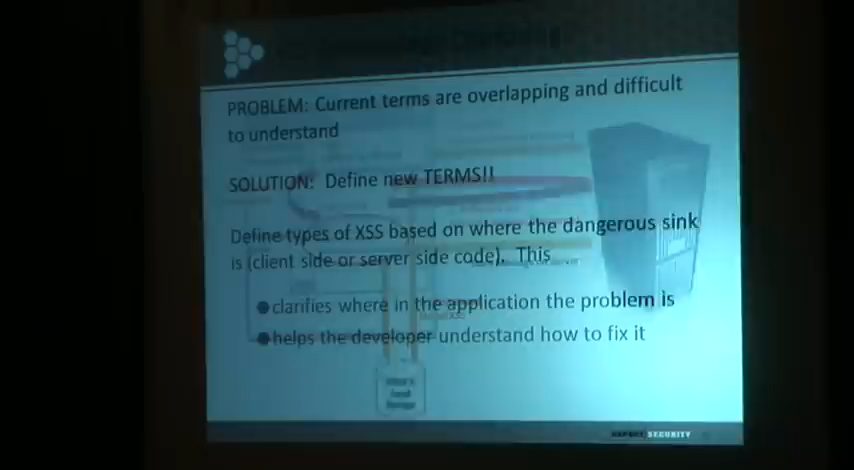 PROBLEM: Current terms are overlapping and difficult
to understand
SOLUTION: Define new TERMS!!
Define types of XSS based on where the dangerous sink
is (client side or server side code). This
●clarifies where in the application the problem is
●helps the developer understand how to fix it
ASPECT SECURITY